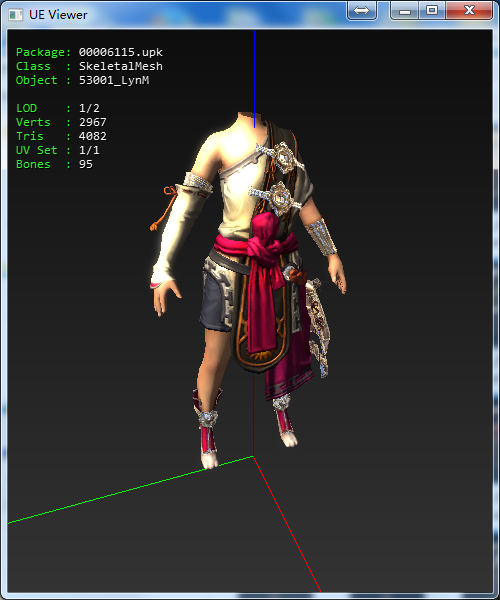 UE Viewer
Package: 00006115.upk
Class : SkeletalMesh
Object : 53001_LynM
LOD : 1/2
Verts : 2967
Tris : 4082
UV Set : 1/1
Bones : 95